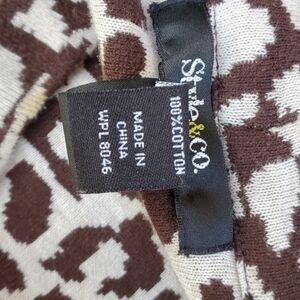 Style&CO.
100%COTTON
MADE IN
CHINA
WPL 8046